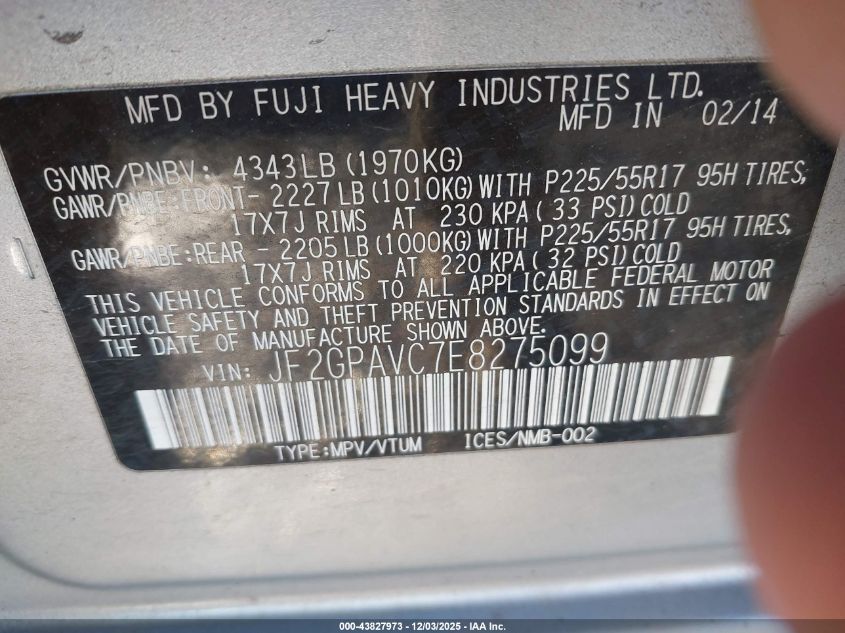 MFD BY FUJI HEAVY INDUSTRIES LTD.
MFD IN 02/14
GVWR/PNBV: 4343LB (1970KG)
GAWR/PNBE:FRONT- 2227 LB (1010KG) WITH P225/55R17 95H TIRES,
17X7J RIMS AT 230 KPA ( 33 PSI) COLD
GAWR/PNBE:REAR - 2205 LB (1000KG) WITH P225/55R17 95H TIRES,
17X7J RIMS AT 220 KPA ( 32 PSI) COLD
THIS VEHICLE CONFORMS TO ALL APPLICABLE FEDERAL MOTOR
VEHICLE SAFETY AND THEFT PREVENTION STANDARDS IN EFFECT ON
THE DATE OF MANUFACTURE SHOWN ABOVE.
VIN: JF2GPAVC7E8275099
TYPE:MPV/VTUM ICES/NMB-002
000-43827973 - 12/03/2025 - IAA Inc.